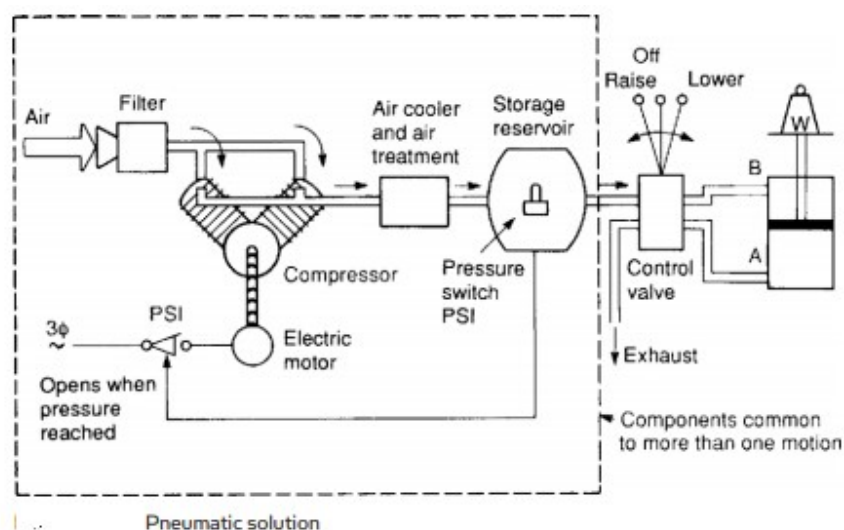 Air
Filter
Air cooler
and air
treatment
Storage
reservoir
Off
Raise
Lower
W
B
A
Compressor
Pressure
switch
PSI
Control
valve
PSI
3ϕ
~
Electric
motor
Exhaust
Opens when
pressure
reached
Components common
to more than one motion
Pneumatic solution